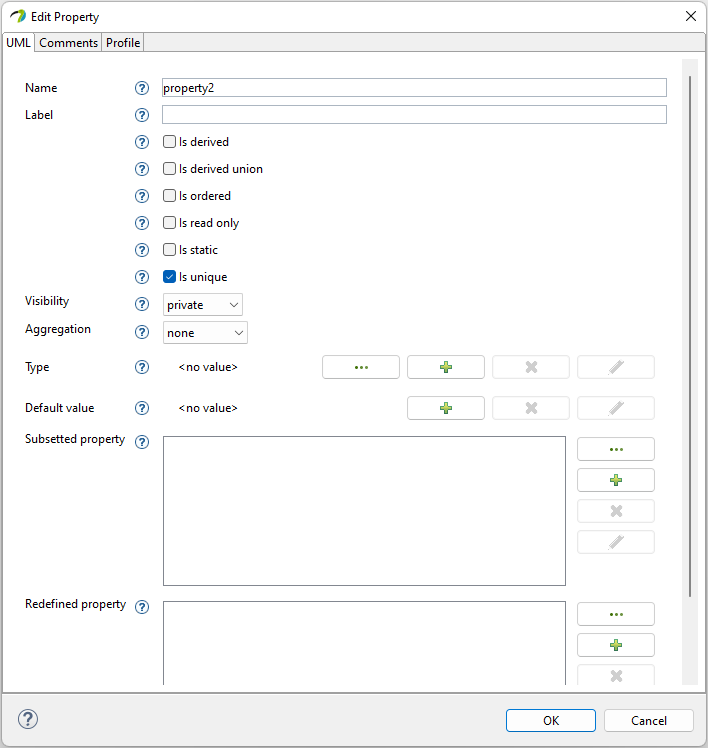 Edit Property
UML Comments Profile
Name property2
Label
Is derived
Is derived union
Is ordered
Is read only
Is static
Is unique
Visibility private
Aggregation none
Type <no value>
Default value <no value>
Subsetted property
Redefined property
OK Cancel